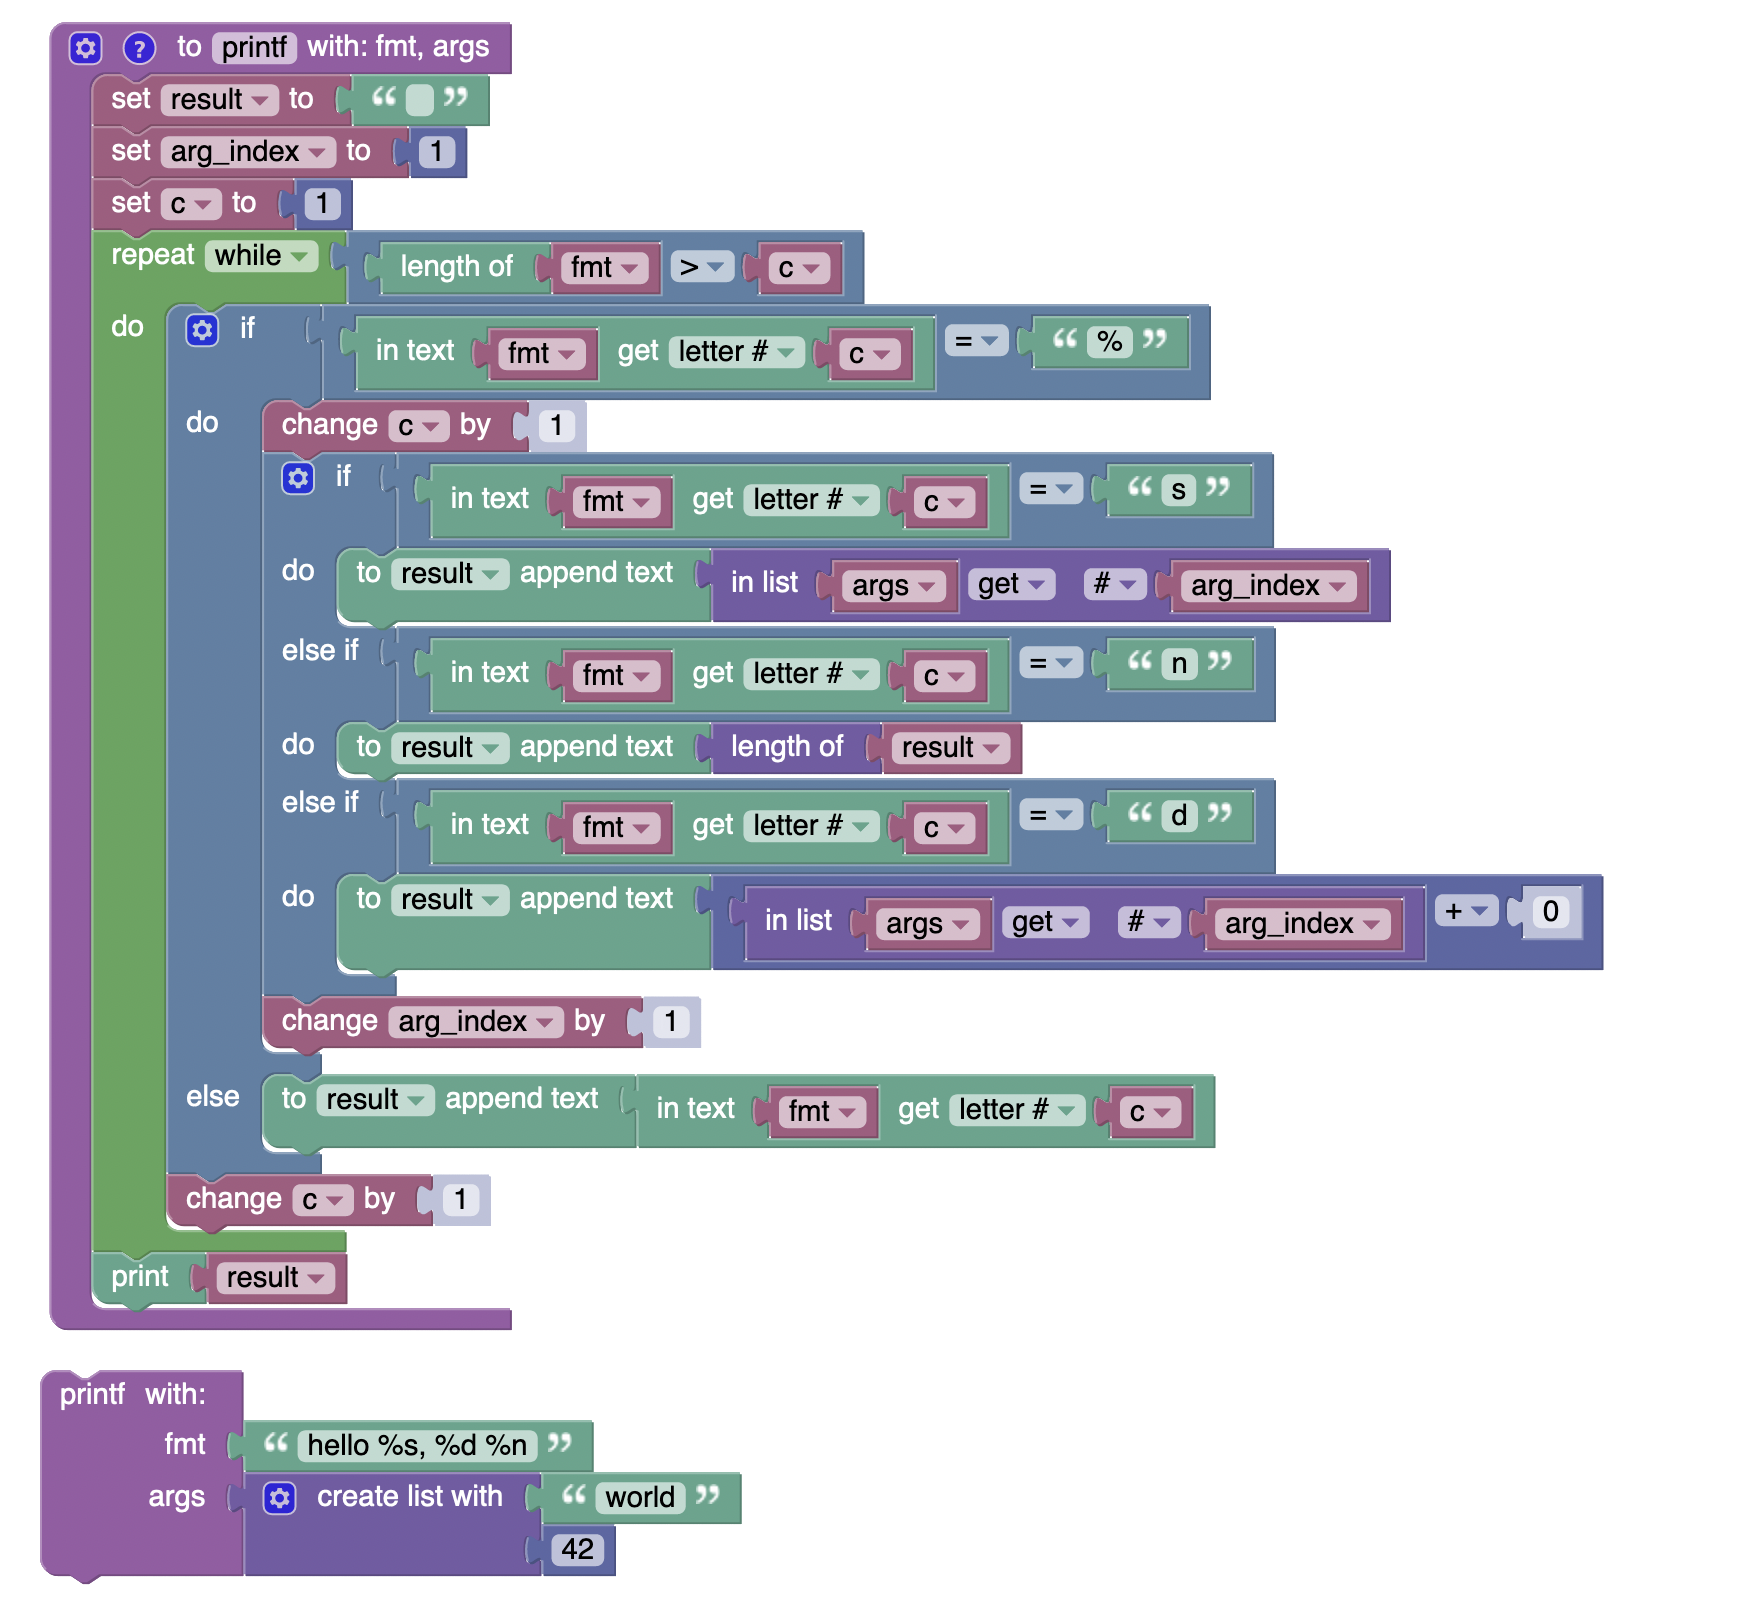 ? to printf with: fmt, args
set result to “ ”
set arg_index to 1
set c to 1
repeat while length of fmt > c
do if in text fmt get letter # c = “ % ”
do change c by 1
if in text fmt get letter # c = “ s ”
do to result append text in list args get # arg_index
else if in text fmt get letter # c = “ n ”
do to result append text length of result
else if in text fmt get letter # c = “ d ”
do to result append text in list args get # arg_index + 0
change arg_index by 1
else to result append text in text fmt get letter # c
change c by 1
print result
printf with:
fmt “ hello %s, %d %n ”
args create list with “ world ”
42